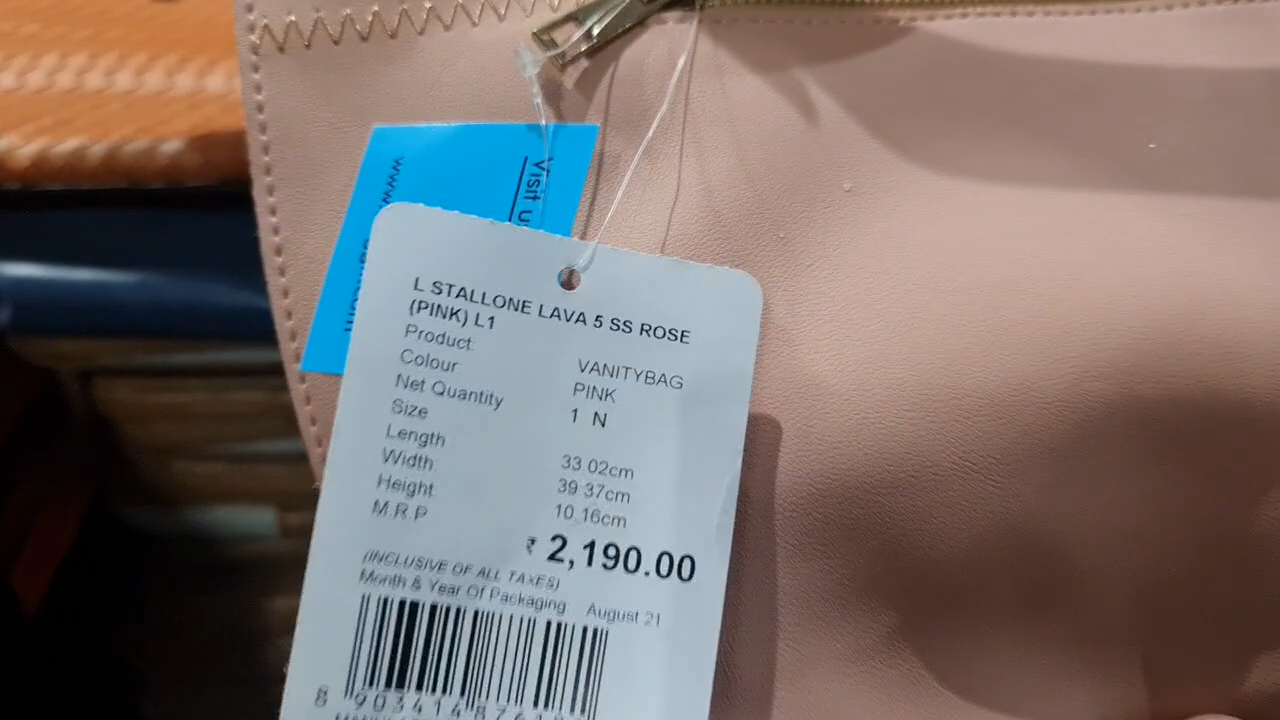 Visit
www
L STALLONE LAVA 5 SS ROSE
(PINK) L1
Product VANITYBAG
Colour PINK
Net Quantity 1 N
Size
Length 33.02cm
Width 39.37cm
Height 10.16cm
M.R.P
₹ 2,190.00
(INCLUSIVE OF ALL TAXES)
Month & Year Of Packaging August 21